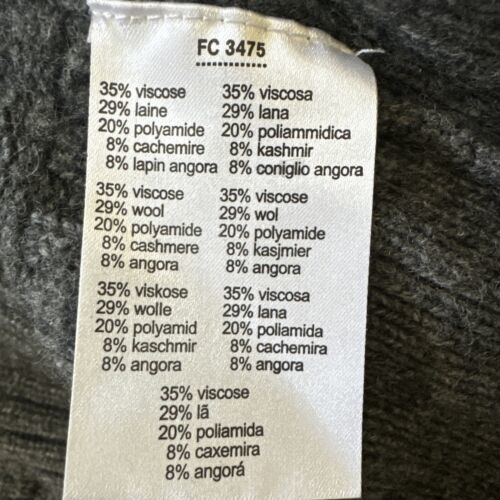 FC 3475
35% viscose
29% laine
20% polyamide
8% cachemire
8% lapin angora
35% viscosa
29% lana
20% poliammidica
8% kashmir
8% coniglio angora
35% viscose
29% wool
20% polyamide
8% cashmere
8% angora
35% viscose
29% wol
20% polyamide
8% kasjmier
8% angora
35% viskose
29% wolle
20% polyamid
8% kaschmir
8% angora
35% viscosa
29% lana
20% poliamida
8% cachemira
8% angora
35% viscose
29% lã
20% poliamida
8% caxemira
8% angorá